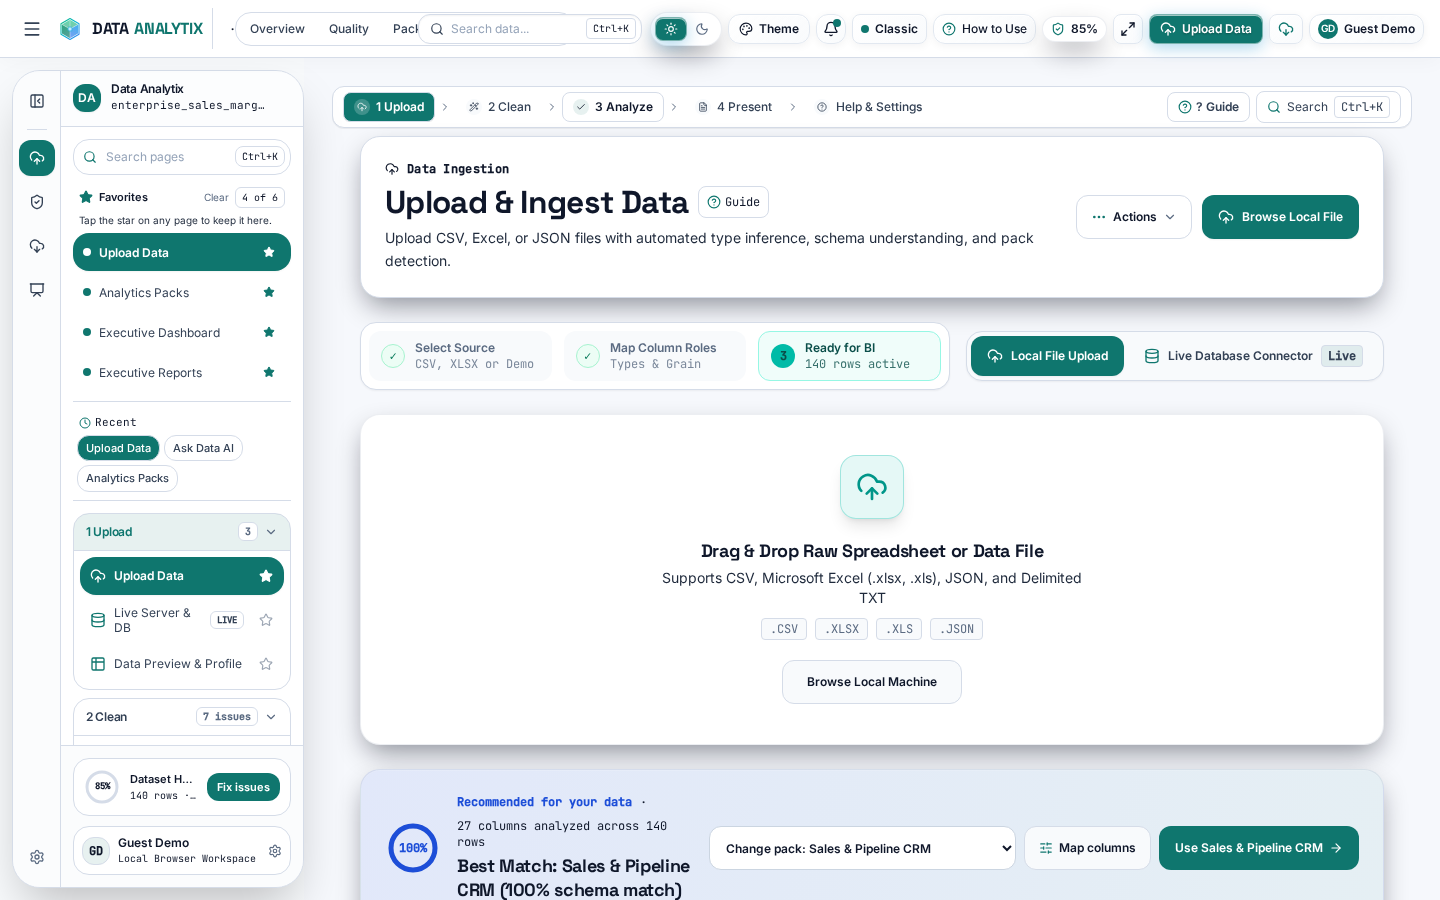 DATA ANALYTIX
Overview
Quality
Pack
Search data...
Ctrl+K
Theme
Classic
How to Use
85%
Upload Data
GD
Guest Demo
DA
Data Analytix
enterprise_sales_marg…
Search pages
Ctrl+K
Favorites
Clear
4 of 6
Tap the star on any page to keep it here.
Upload Data
Analytics Packs
Executive Dashboard
Executive Reports
Recent
Upload Data
Ask Data AI
Analytics Packs
1 Upload
3
Upload Data
Live Server & DB
LIVE
Data Preview & Profile
2 Clean
7 issues
85%
Dataset H…
140 rows ·…
Fix issues
GD
Guest Demo
Local Browser Workspace
1 Upload
2 Clean
3 Analyze
4 Present
Help & Settings
? Guide
Search
Ctrl+K
Data Ingestion
Upload & Ingest Data
Guide
Upload CSV, Excel, or JSON files with automated type inference, schema understanding, and pack
detection.
Actions
Browse Local File
Select Source
CSV, XLSX or Demo
Map Column Roles
Types & Grain
3
Ready for BI
140 rows active
Local File Upload
Live Database Connector
Live
Drag & Drop Raw Spreadsheet or Data File
Supports CSV, Microsoft Excel (.xlsx, .xls), JSON, and Delimited
TXT
.CSV
.XLSX
.XLS
.JSON
Browse Local Machine
100%
Recommended for your data ·
27 columns analyzed across 140
rows
Best Match: Sales & Pipeline
CRM (100% schema match)
Change pack: Sales & Pipeline CRM
Map columns
Use Sales & Pipeline CRM →